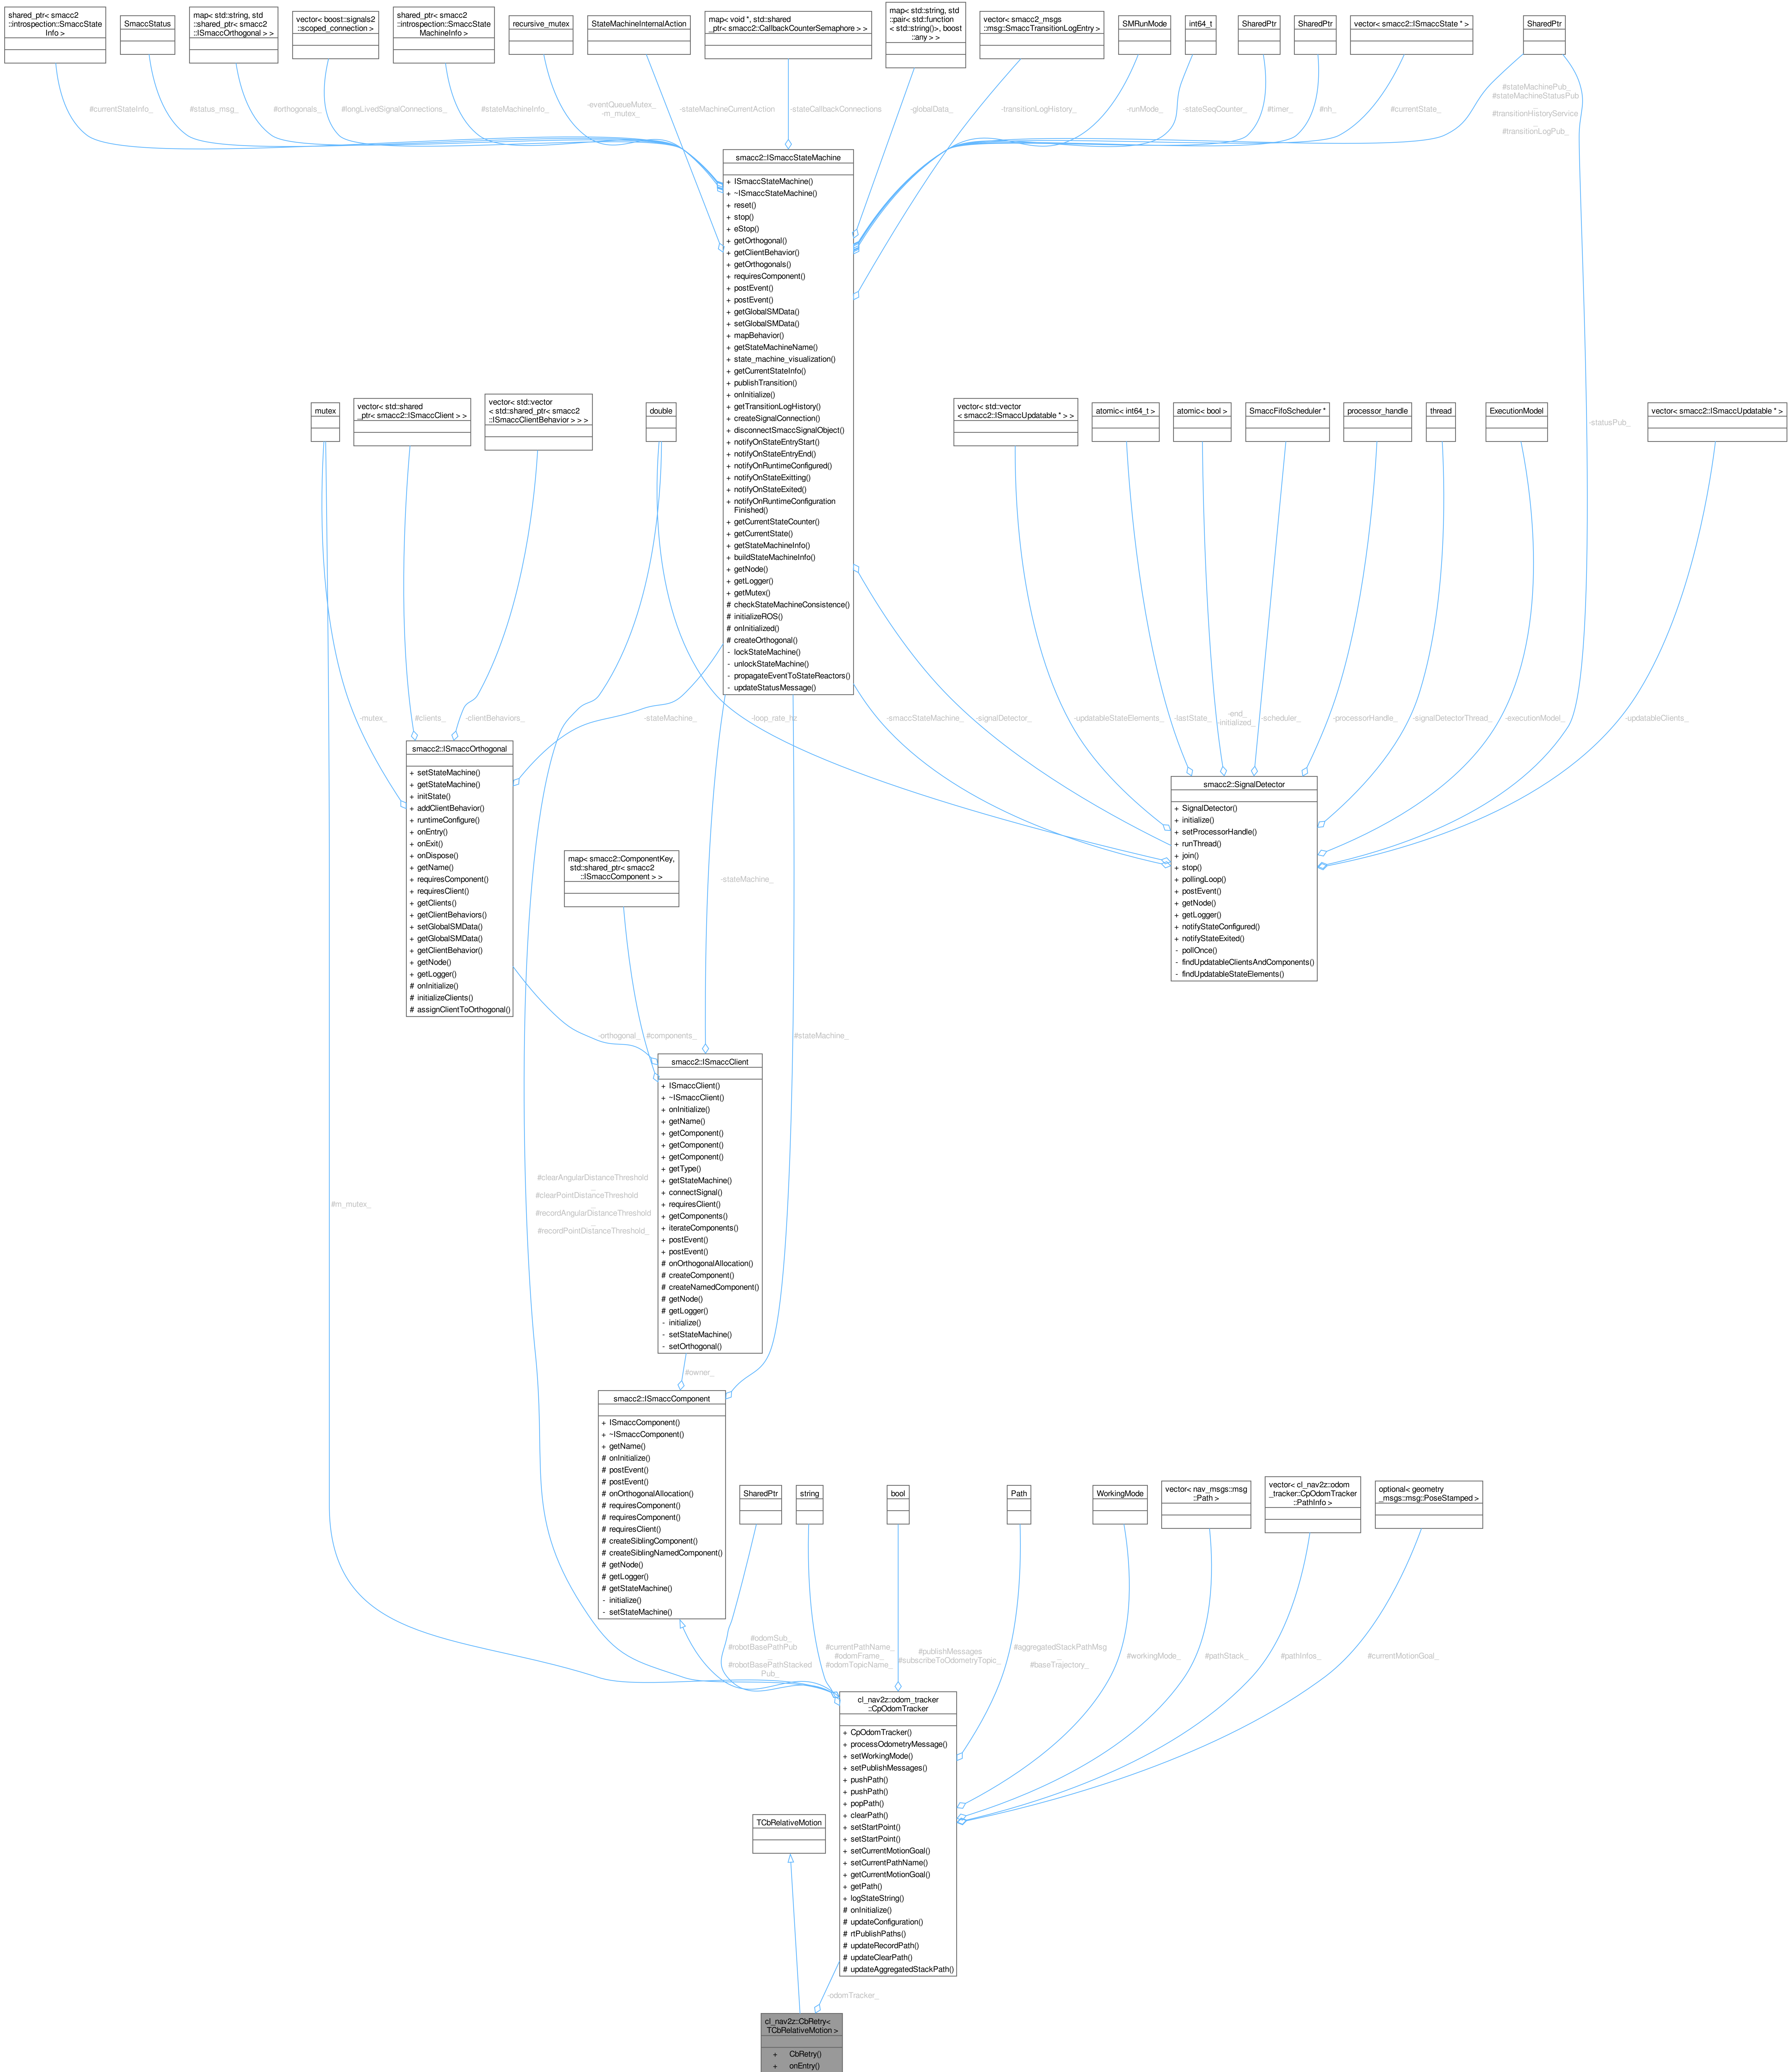 shared_ptr< smacc2
::introspection::SmaccState
Info >
SmaccStatus
map< std::string, std
::shared_ptr< smacc2
::ISmaccOrthogonal > >
vector< boost::signals2
::scoped_connection >
shared_ptr< smacc2
::introspection::SmaccState
MachineInfo >
recursive_mutex
StateMachineInternalAction
map< void *, std::shared
_ptr< smacc2::CallbackCounterSemaphore > >
map< std::string, std
::pair< std::function
< std::string()>, boost
::any > >
vector< smacc2_msgs
::msg::SmaccTransitionLogEntry >
SMRunMode
int64_t
SharedPtr
SharedPtr
vector< smacc2::ISmaccState * >
SharedPtr
#currentStateInfo_
#status_msg_
#orthogonals_
#longLivedSignalConnections_
#stateMachineInfo_
-eventQueueMutex_
-m_mutex_
-stateMachineCurrentAction
-stateCallbackConnections
-globalData_
-transitionLogHistory_
-runMode_
-stateSeqCounter_
#timer_
#nh_
#currentState_
#stateMachinePub_
#stateMachineStatusPub
_
#transitionHistoryService
_
#transitionLogPub_
smacc2::ISmaccStateMachine
+ ISmaccStateMachine()
+ ~ISmaccStateMachine()
+ reset()
+ stop()
+ eStop()
+ getOrthogonal()
+ getClientBehavior()
+ getOrthogonals()
+ requiresComponent()
+ postEvent()
+ postEvent()
+ getGlobalSMData()
+ setGlobalSMData()
+ mapBehavior()
+ getStateMachineName()
+ state_machine_visualization()
+ getCurrentStateInfo()
+ publishTransition()
+ onInitialize()
+ getTransitionLogHistory()
+ createSignalConnection()
+ disconnectSmaccSignalObject()
+ notifyOnStateEntryStart()
+ notifyOnStateEntryEnd()
+ notifyOnRuntimeConfigured()
+ notifyOnStateExitting()
+ notifyOnStateExited()
+ notifyOnRuntimeConfiguration
Finished()
+ getCurrentStateCounter()
+ getCurrentState()
+ getStateMachineInfo()
+ buildStateMachineInfo()
+ getNode()
+ getLogger()
+ getMutex()
# checkStateMachineConsistence()
# initializeROS()
# onInitialized()
# createOrthogonal()
- lockStateMachine()
- unlockStateMachine()
- propagateEventToStateReactors()
- updateStatusMessage()
mutex
vector< std::shared
_ptr< smacc2::ISmaccClient > >
vector< std::vector
< std::shared_ptr< smacc2
::ISmaccClientBehavior > > >
double
vector< std::vector
< smacc2::ISmaccUpdatable * > >
atomic< int64_t >
atomic< bool >
SmaccFifoScheduler *
processor_handle
thread
ExecutionModel
-statusPub_
vector< smacc2::ISmaccUpdatable * >
-mutex_
#clients_
-clientBehaviors_
-stateMachine_
-loop_rate_hz
-smaccStateMachine_
-signalDetector_
-updatableStateElements_
-lastState_
-end_
-initialized_
-scheduler_
-processorHandle_
-signalDetectorThread_
-executionModel_
-updatableClients_
smacc2::ISmaccOrthogonal
+ setStateMachine()
+ getStateMachine()
+ initState()
+ addClientBehavior()
+ runtimeConfigure()
+ onEntry()
+ onExit()
+ onDispose()
+ getName()
+ requiresComponent()
+ requiresClient()
+ getClients()
+ getClientBehaviors()
+ setGlobalSMData()
+ getGlobalSMData()
+ getClientBehavior()
+ getNode()
+ getLogger()
# onInitialize()
# initializeClients()
# assignClientToOrthogonal()
smacc2::SignalDetector
+ SignalDetector()
+ initialize()
+ setProcessorHandle()
+ runThread()
+ join()
+ stop()
+ pollingLoop()
+ postEvent()
+ getNode()
+ getLogger()
+ notifyStateConfigured()
+ notifyStateExited()
- pollOnce()
- findUpdatableClientsAndComponents()
- findUpdatableStateElements()
map< smacc2::ComponentKey,
std::shared_ptr< smacc2
::ISmaccComponent > >
-stateMachine_
-orthogonal_
#components_
#stateMachine_
smacc2::ISmaccClient
+ ISmaccClient()
+ ~ISmaccClient()
+ onInitialize()
+ getName()
+ getComponent()
+ getComponent()
+ getComponent()
+ getType()
+ getStateMachine()
+ connectSignal()
+ requiresClient()
+ getComponents()
+ iterateComponents()
+ postEvent()
+ postEvent()
# onOrthogonalAllocation()
# createComponent()
# createNamedComponent()
# getNode()
# getLogger()
- initialize()
- setStateMachine()
- setOrthogonal()
#m_mutex_
#clearAngularDistanceThreshold
_
#clearPointDistanceThreshold
_
#recordAngularDistanceThreshold
_
#recordPointDistanceThreshold_
#owner_
smacc2::ISmaccComponent
+ ISmaccComponent()
+ ~ISmaccComponent()
+ getName()
# onInitialize()
# postEvent()
# postEvent()
# onOrthogonalAllocation()
# requiresComponent()
# requiresComponent()
# requiresClient()
# createSiblingComponent()
# createSiblingNamedComponent()
# getNode()
# getLogger()
# getStateMachine()
- initialize()
- setStateMachine()
SharedPtr
string
bool
Path
WorkingMode
vector< nav_msgs::msg
::Path >
vector< cl_nav2z::odom
_tracker::CpOdomTracker
::PathInfo >
optional< geometry
_msgs::msg::PoseStamped >
#odomSub_
#robotBasePathPub
_
#robotBasePathStacked
Pub_
#currentPathName_
#odomFrame_
#odomTopicName_
#publishMessages
#subscribeToOdometryTopic_
#aggregatedStackPathMsg
_
#baseTrajectory_
#workingMode_
#pathStack_
#pathInfos_
#currentMotionGoal_
cl_nav2z::odom_tracker
::CpOdomTracker
+ CpOdomTracker()
+ processOdometryMessage()
+ setWorkingMode()
+ setPublishMessages()
+ pushPath()
+ pushPath()
+ popPath()
+ clearPath()
+ setStartPoint()
+ setStartPoint()
+ setCurrentMotionGoal()
+ setCurrentPathName()
+ getCurrentMotionGoal()
+ getPath()
+ logStateString()
# onInitialize()
# updateConfiguration()
# rtPublishPaths()
# updateRecordPath()
# updateClearPath()
# updateAggregatedStackPath()
TCbRelativeMotion
-odomTracker_
cl_nav2z::CbRetry<
TCbRelativeMotion >
+ CbRetry()
+ onEntry()